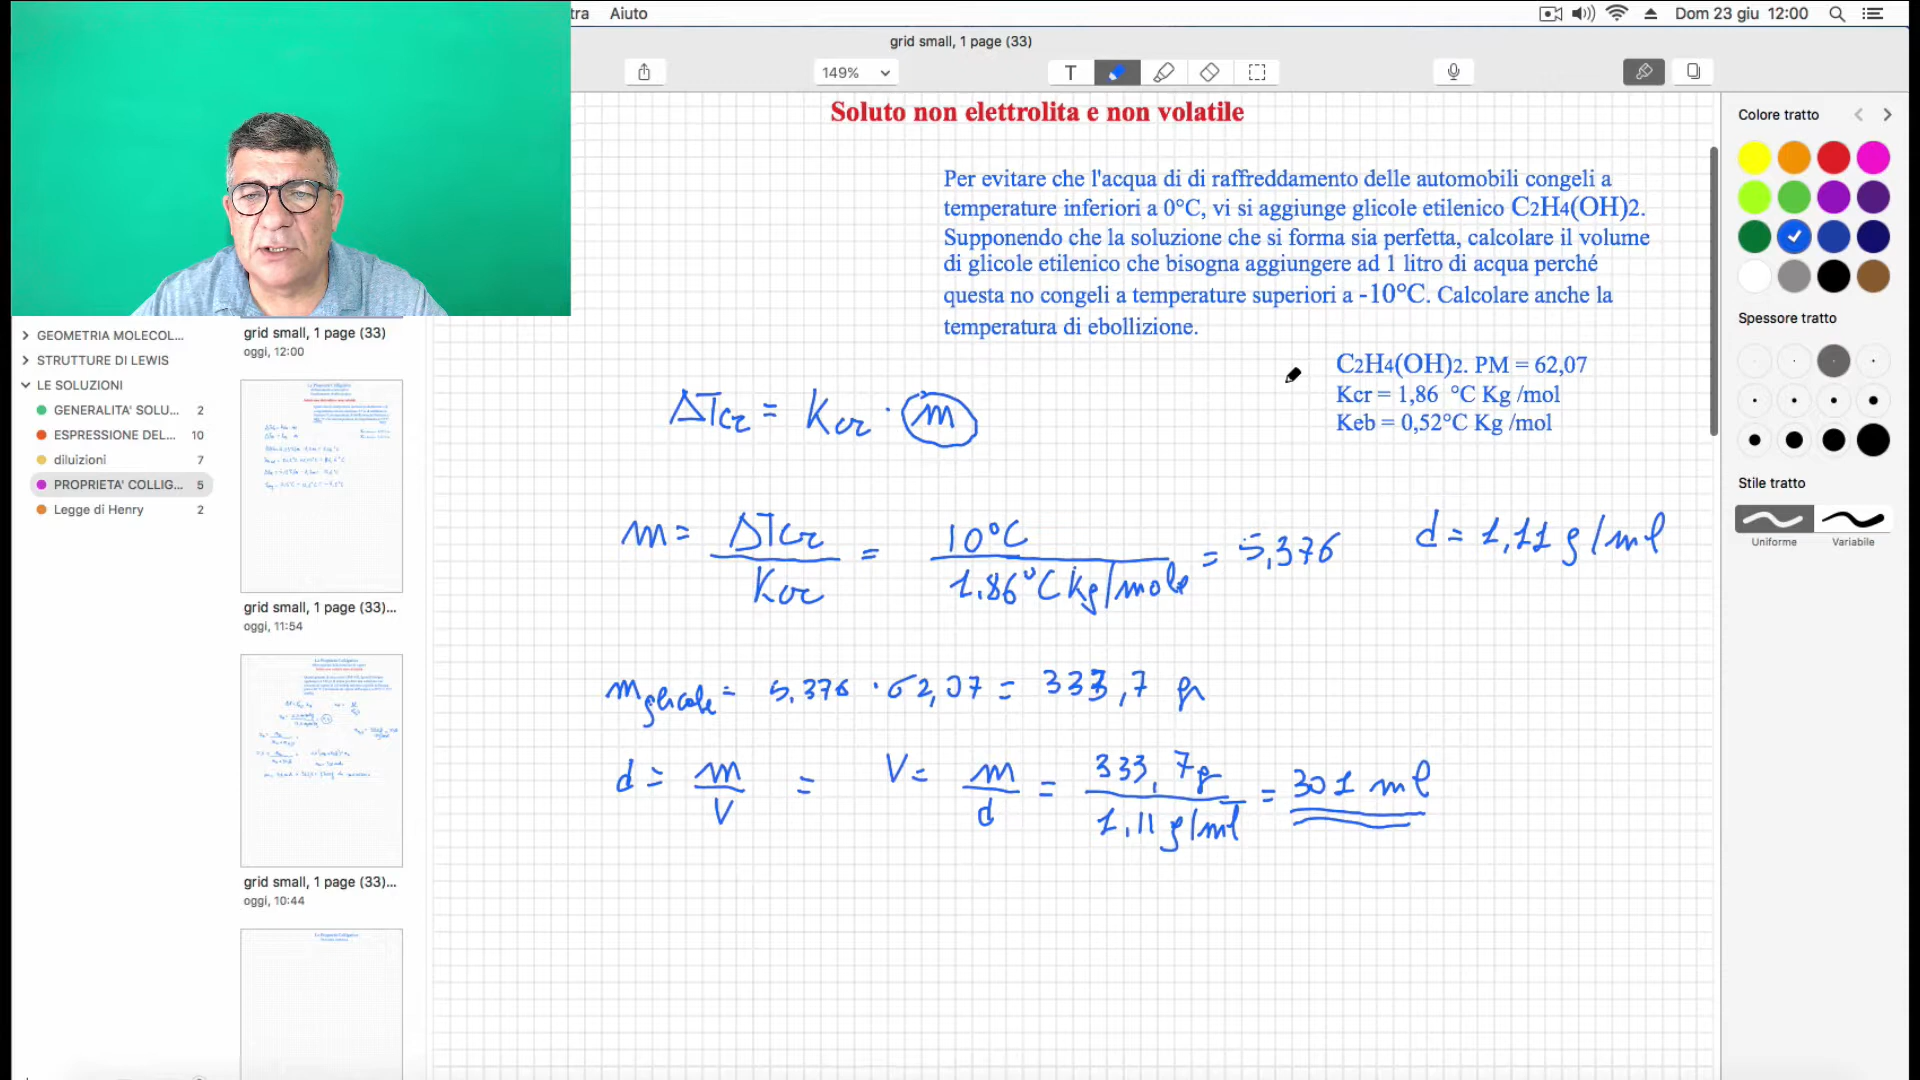 tra Aiuto
Dom 23 giu 12:00
grid small, 1 page (33)
149%
T
Soluto non elettrolita e non volatile
Per evitare che l'acqua di di raffreddamento delle automobili congeli a
temperature inferiori a 0°C, vi si aggiunge glicole etilenico C2H4(OH)2.
Supponendo che la soluzione che si forma sia perfetta, calcolare il volume
di glicole etilenico che bisogna aggiungere ad 1 litro di acqua perché
questa no congeli a temperature superiori a -10°C. Calcolare anche la
temperatura di ebollizione.
C2H4(OH)2. PM = 62,07
Kcr = 1,86 °C Kg /mol
Keb = 0,52°C Kg /mol
ΔTcr = Kcr · m
m = ΔTcr / Kcr = 10°C / 1.86°C kg/mole = 5,376
d = 1,11 g/ml
m glicole = 5,376 · 62,07 = 333,7 g
d = m / V = V = m / d = 333,7g / 1,11 g/ml = 301 ml
GEOMETRIA MOLECOL...
STRUTTURE DI LEWIS
LE SOLUZIONI
GENERALITA' SOLU... 2
ESPRESSIONE DEL... 10
diluizioni 7
PROPRIETA' COLLIG... 5
Legge di Henry 2
grid small, 1 page (33)
oggi, 12:00
grid small, 1 page (33)...
oggi, 11:54
grid small, 1 page (33)...
oggi, 10:44
Colore tratto
Spessore tratto
Stile tratto
Uniforme Variabile